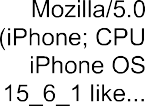 Mozilla/5.0
(iPhone; CPU
iPhone OS
15_6_1 like...